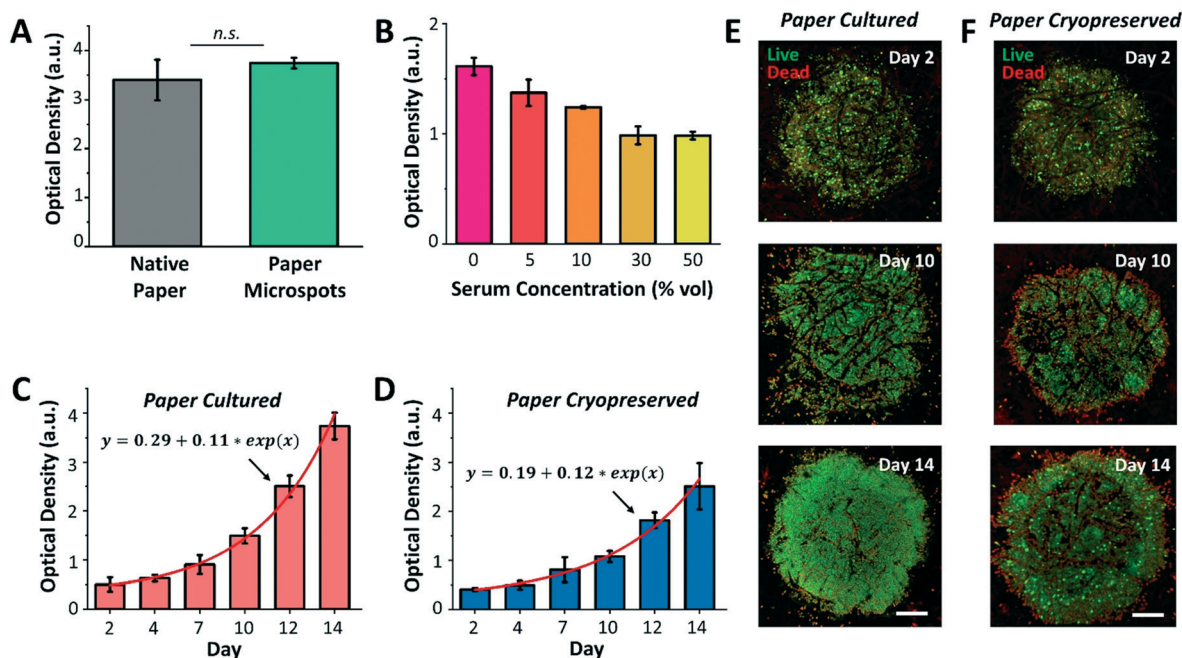 A
n.s.
Optical Density (a.u.)
4
3
2
1
0
Native
Paper
Paper
Microspots
B
Optical Density (a.u.)
2
1
0
0 5 10 30 50
Serum Concentration (% vol)
C
Paper Cultured
y = 0.29 + 0.11 * exp(x)
Optical Density (a.u.)
4
3
2
1
0
2 4 7 10 12 14
Day
D
Paper Cryopreserved
y = 0.19 + 0.12 * exp(x)
Optical Density (a.u.)
4
3
2
1
0
2 4 7 10 12 14
Day
E
Paper Cultured
Live
Dead
Day 2
Day 10
Day 14
F
Paper Cryopreserved
Live
Dead
Day 2
Day 10
Day 14